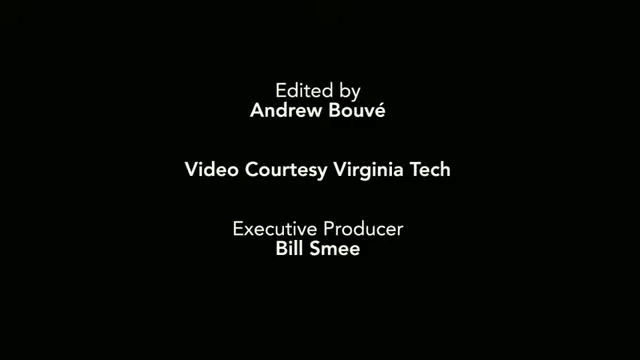 Edited by
Andrew Bouvé
Video Courtesy Virginia Tech
Executive Producer
Bill Smee